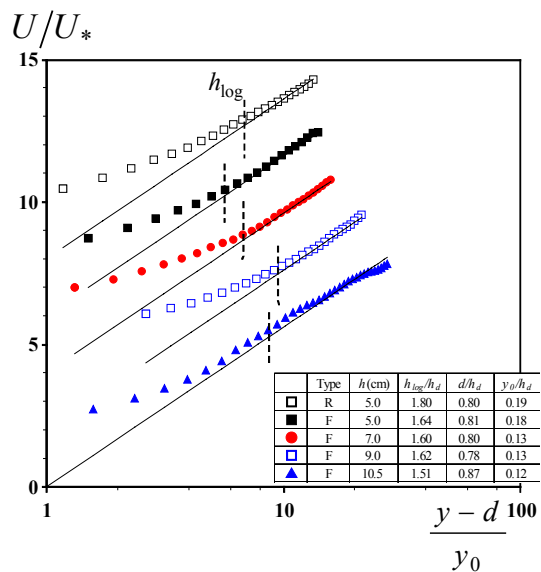 U/U*
h_log
15
10
5
0
1
10
100
y − d
y₀
Type h (cm) h_log/h_d d/h_d y₀/h_d
R 5.0 1.80 0.80 0.19
F 5.0 1.64 0.81 0.18
F 7.0 1.60 0.80 0.13
F 9.0 1.62 0.78 0.13
F 10.5 1.51 0.87 0.12